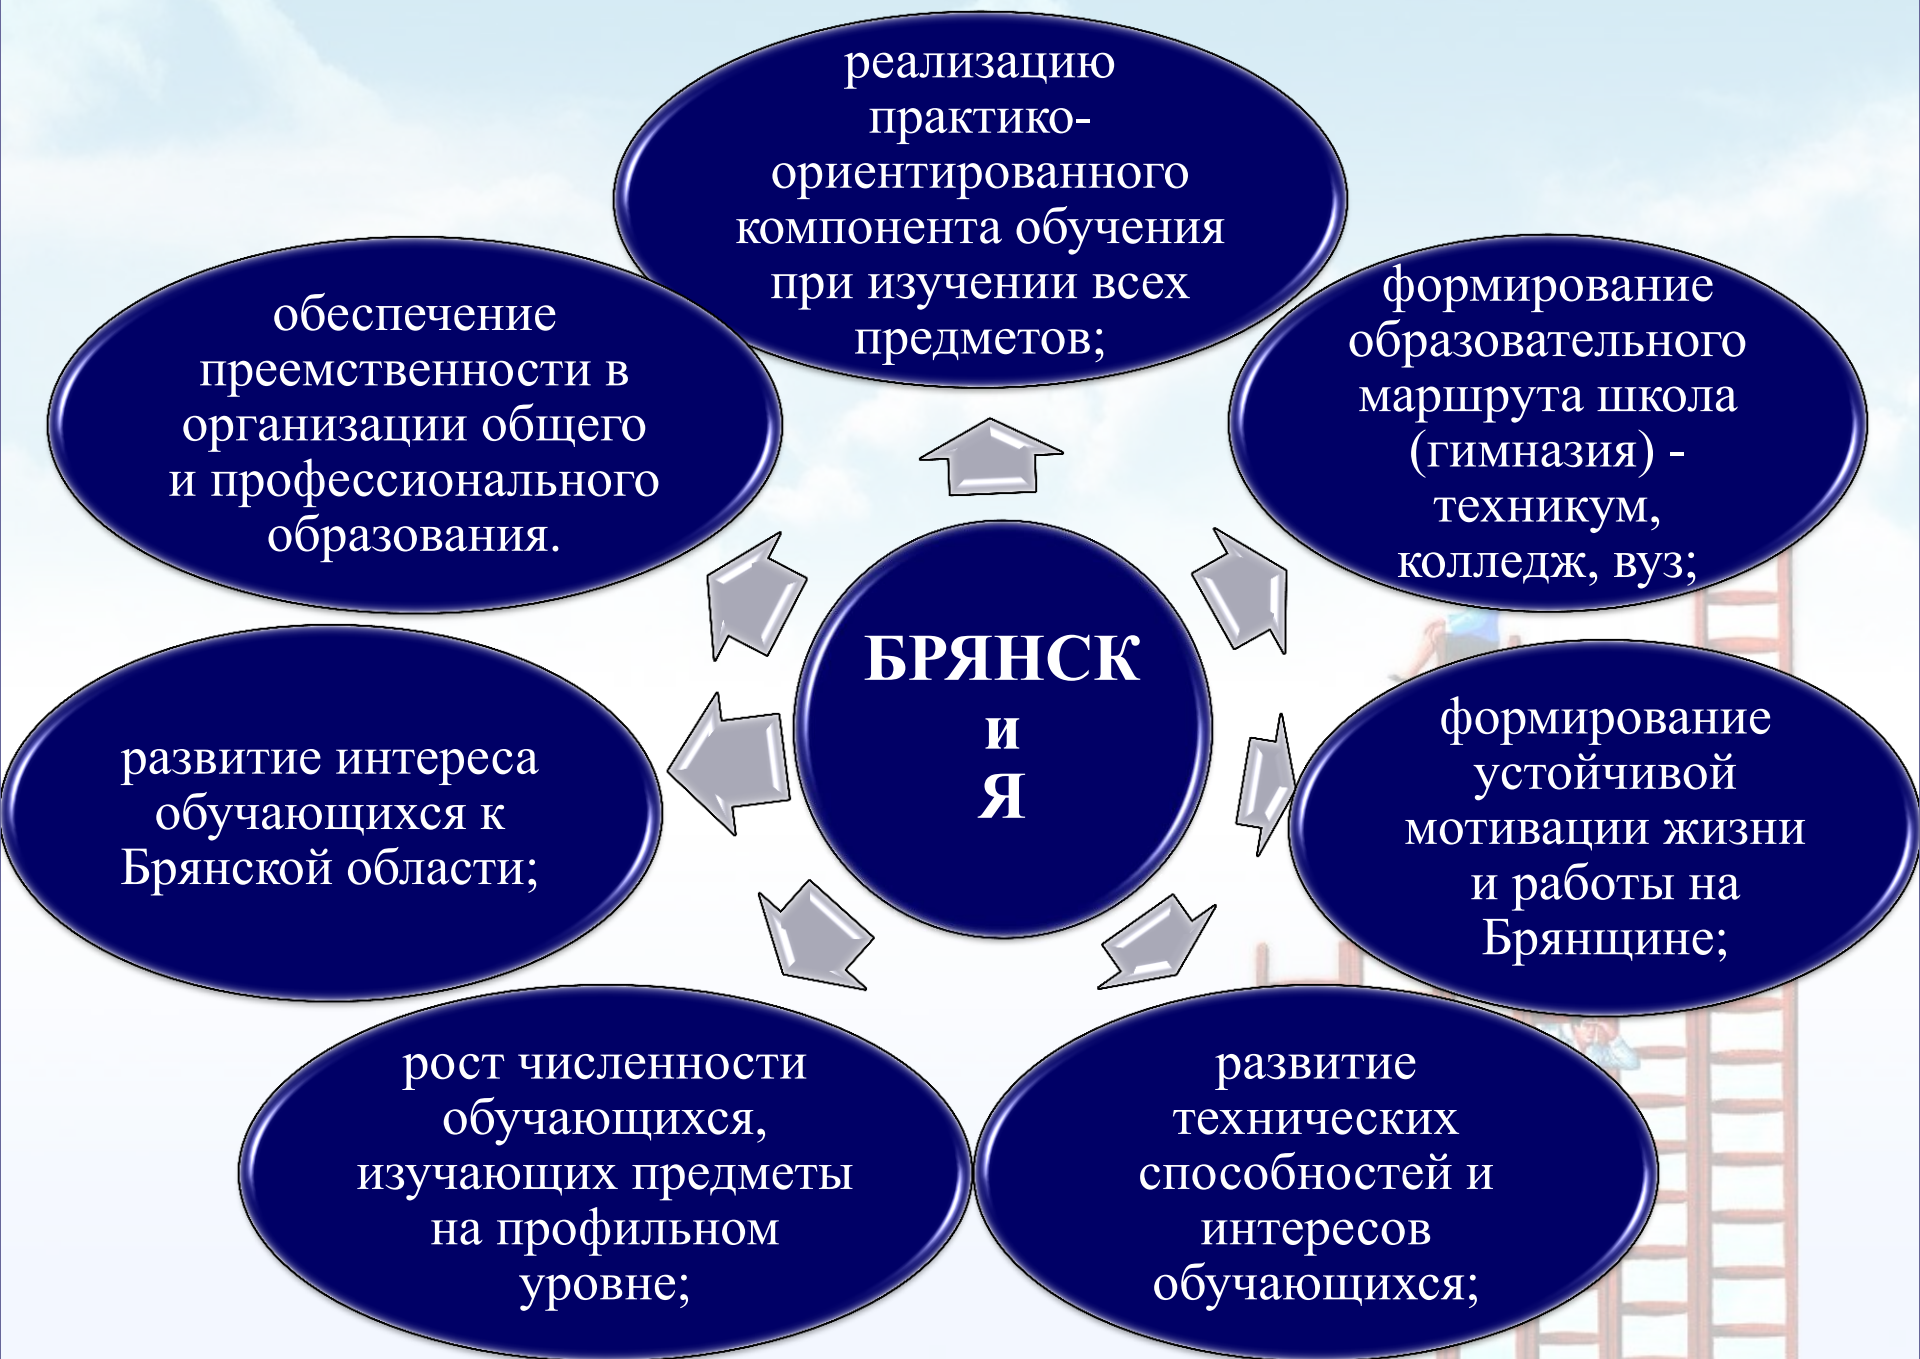 реализацию
практико-
ориентированного
компонента обучения
при изучении всех
предметов;
формирование
образовательного
маршрута школа
(гимназия) -
техникум,
колледж, вуз;
формирование
устойчивой
мотивации жизни
и работы на
Брянщине;
развитие
технических
способностей и
интересов
обучающихся;
рост численности
обучающихся,
изучающих предметы
на профильном
уровне;
развитие интереса
обучающихся к
Брянской области;
обеспечение
преемственности в
организации общего
и профессионального
образования.
БРЯНСК
и
Я